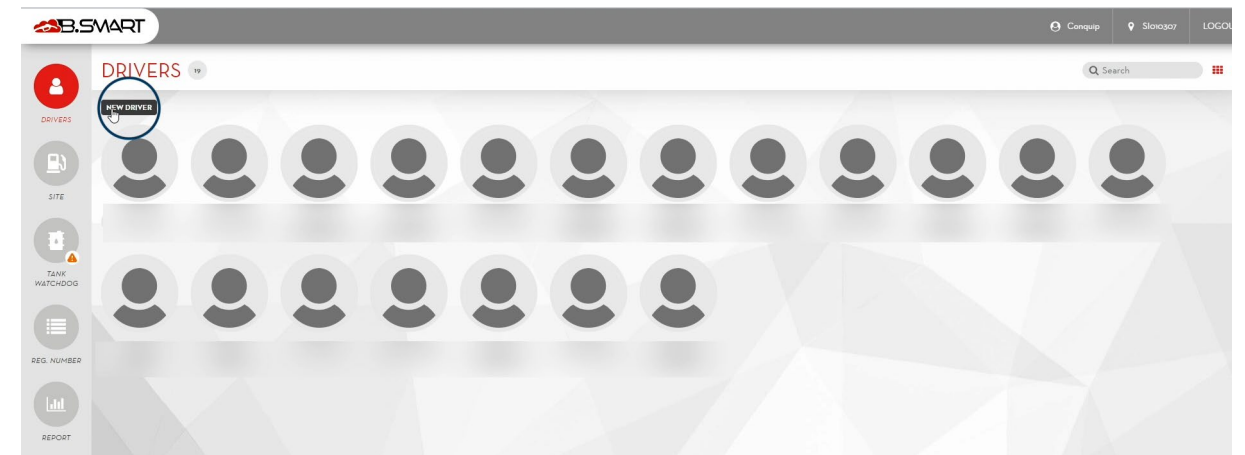 B.SMART
Conquip
SI010307
LOGOU
DRIVERS 19
Search
NEW DRIVER
DRIVERS
SITE
TANK
WATCHDOG
REG. NUMBER
REPORT